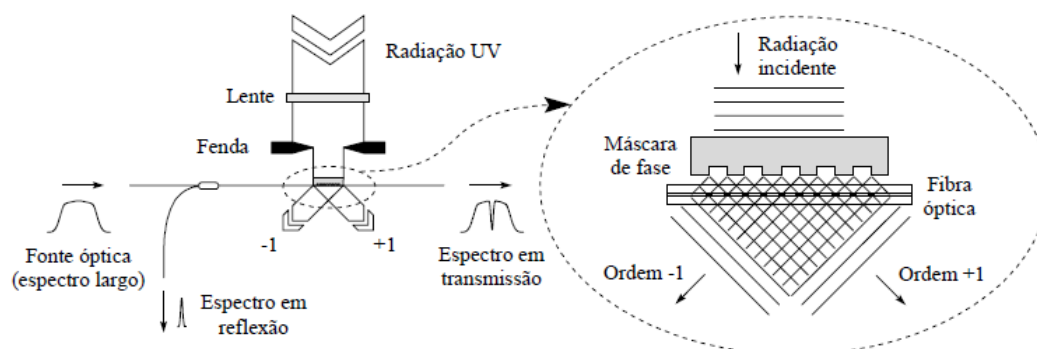 Radiação UV
Lente
Fenda
Fonte óptica
(espectro largo)
-1
+1
Espectro em
transmissão
Espectro em
reflexão
Radiação
incidente
Máscara
de fase
Fibra
óptica
Ordem -1
Ordem +1